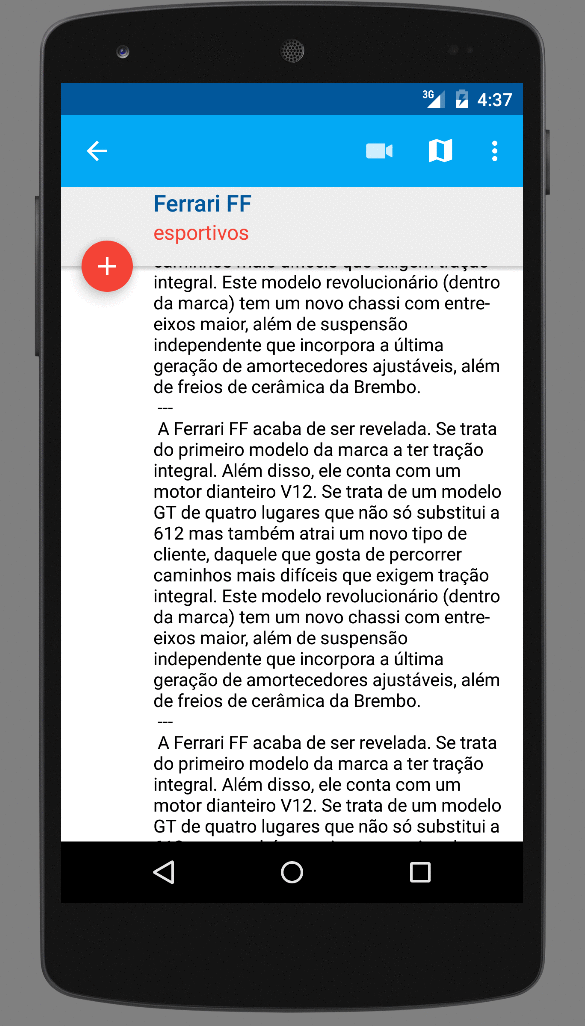 3G 4:37
Ferrari FF
esportivos
caminhos mais difíceis que exigem tração
integral. Este modelo revolucionário (dentro
da marca) tem um novo chassi com entre-
eixos maior, além de suspensão
independente que incorpora a última
geração de amortecedores ajustáveis, além
de freios de cerâmica da Brembo.
---
A Ferrari FF acaba de ser revelada. Se trata
do primeiro modelo da marca a ter tração
integral. Além disso, ele conta com um
motor dianteiro V12. Se trata de um modelo
GT de quatro lugares que não só substitui a
612 mas também atrai um novo tipo de
cliente, daquele que gosta de percorrer
caminhos mais difíceis que exigem tração
integral. Este modelo revolucionário (dentro
da marca) tem um novo chassi com entre-
eixos maior, além de suspensão
independente que incorpora a última
geração de amortecedores ajustáveis, além
de freios de cerâmica da Brembo.
---
A Ferrari FF acaba de ser revelada. Se trata
do primeiro modelo da marca a ter tração
integral. Além disso, ele conta com um
motor dianteiro V12. Se trata de um modelo
GT de quatro lugares que não só substitui a